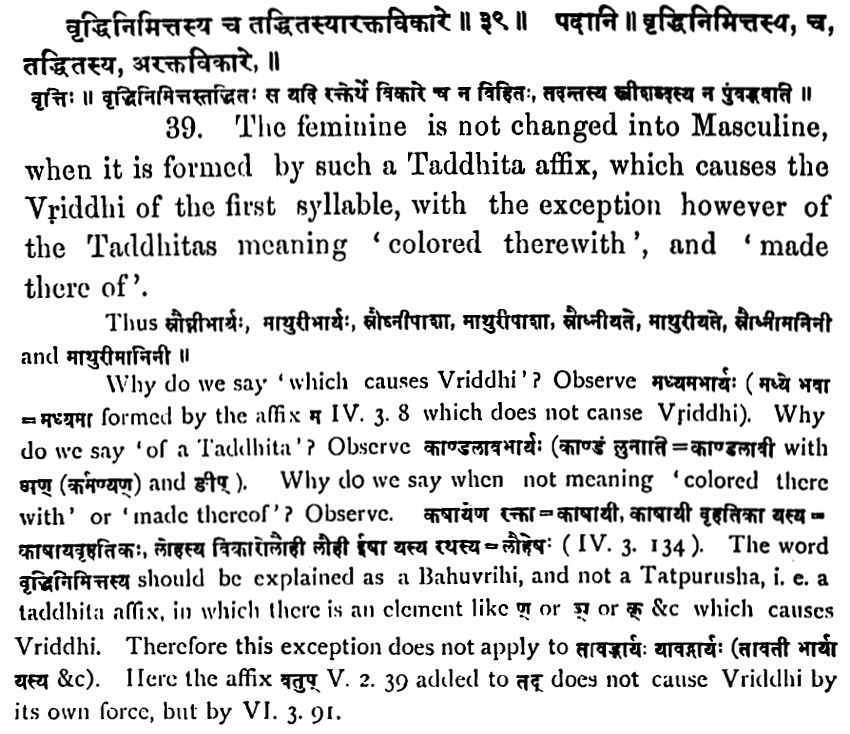 वृद्धिनिमित्तस्य च तद्धितस्यारक्तविकारे ॥ ३९ ॥ पदानि ॥ वृद्धिनिमित्तस्य, च,
तद्धितस्य, अरक्तविकारे, ॥
वृत्तिः ॥ वृद्धिनिमित्तस्तद्धितः स यदि रक्तेर्थे विकारे च न विहितः, तदन्तस्य स्त्रीशब्दस्य न पुंवद्भवाति ॥
39. The feminine is not changed into Masculine,
when it is formed by such a Taddhita affix, which causes the
Vṛiddhi of the first syllable, with the exception however of
the Taddhitas meaning ‘colored therewith’, and ‘made
there of’.
Thus स्रौघ्नीभार्यः, माथुरीभार्यः, स्रौघ्नीपाशा, माथुरीपाशा, स्रौघ्नीयते, माथुरीयते, स्रौघ्नीमानिनी
and माथुरीमानिनी ॥
Why do we say ‘which causes Vriddhi’? Observe मध्यमभार्यः (मध्ये भवा
=मध्यमा formed by the affix म IV. 3. 8 which does not canse Vṛiddhi). Why
do we say ‘of a Taddhita’? Observe काण्डलावभार्यः (काण्डं लुनाति=काण्डलावी with
अण् (कर्मण्यण्) and ङीप् ). Why do we say when not meaning ‘colored there
with’ or ‘made thereof’? Observe. कषायेण रक्ता=काषायी, काषायी वृहतिका यस्य=
काषायवृहतिकः, लोहस्य विकारोलौही लौही ईषा यस्य रथस्य=लौहेषः ( IV. 3. 134 ). The word
वृद्धिनिमित्तस्य should be explained as a Bahuvrihi, and not a Tatpurusha, i. e. a
taddhita affix, in which there is an element like ण् or ञ् or क् &c which causes
Vriddhi. Therefore this exception does not apply to तावद्भार्यः यावद्भार्यः (तावती भार्या
यस्य &c). Here the affix वतुप् V. 2. 39 added to तद् does not cause Vriddhi by
its own force, but by VI. 3. 91.